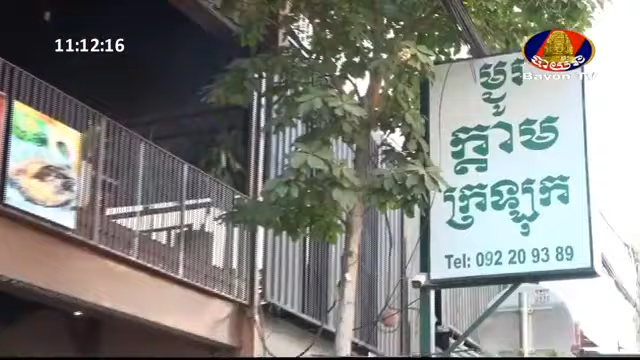 11:12:16
បាយ័ន
Bayon TV
ម្ជូរ
ក្តាម
ក្រឡុក
Tel: 092 20 93 89